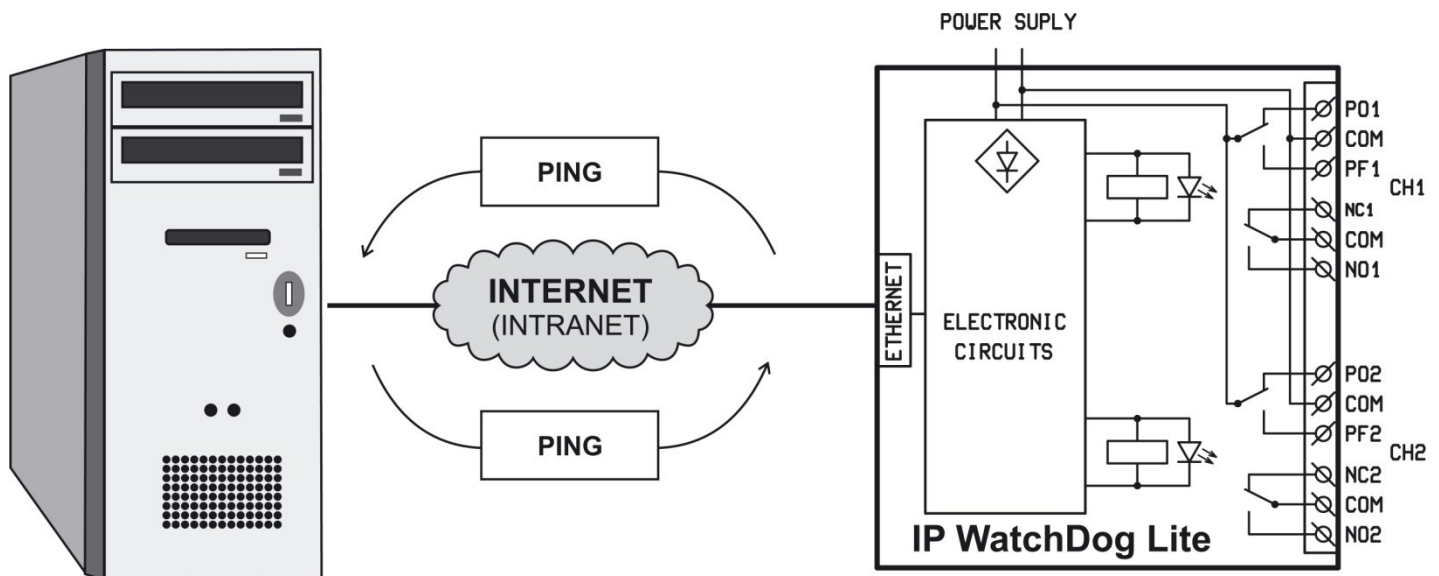 POWER SUPLY
PING
INTERNET
(INTRANET)
PING
ETHERNET
ELECTRONIC
CIRCUITS
IP WatchDog Lite
PO1
COM
PF1
CH1
NC1
COM
NO1
PO2
COM
PF2
CH2
NC2
COM
NO2